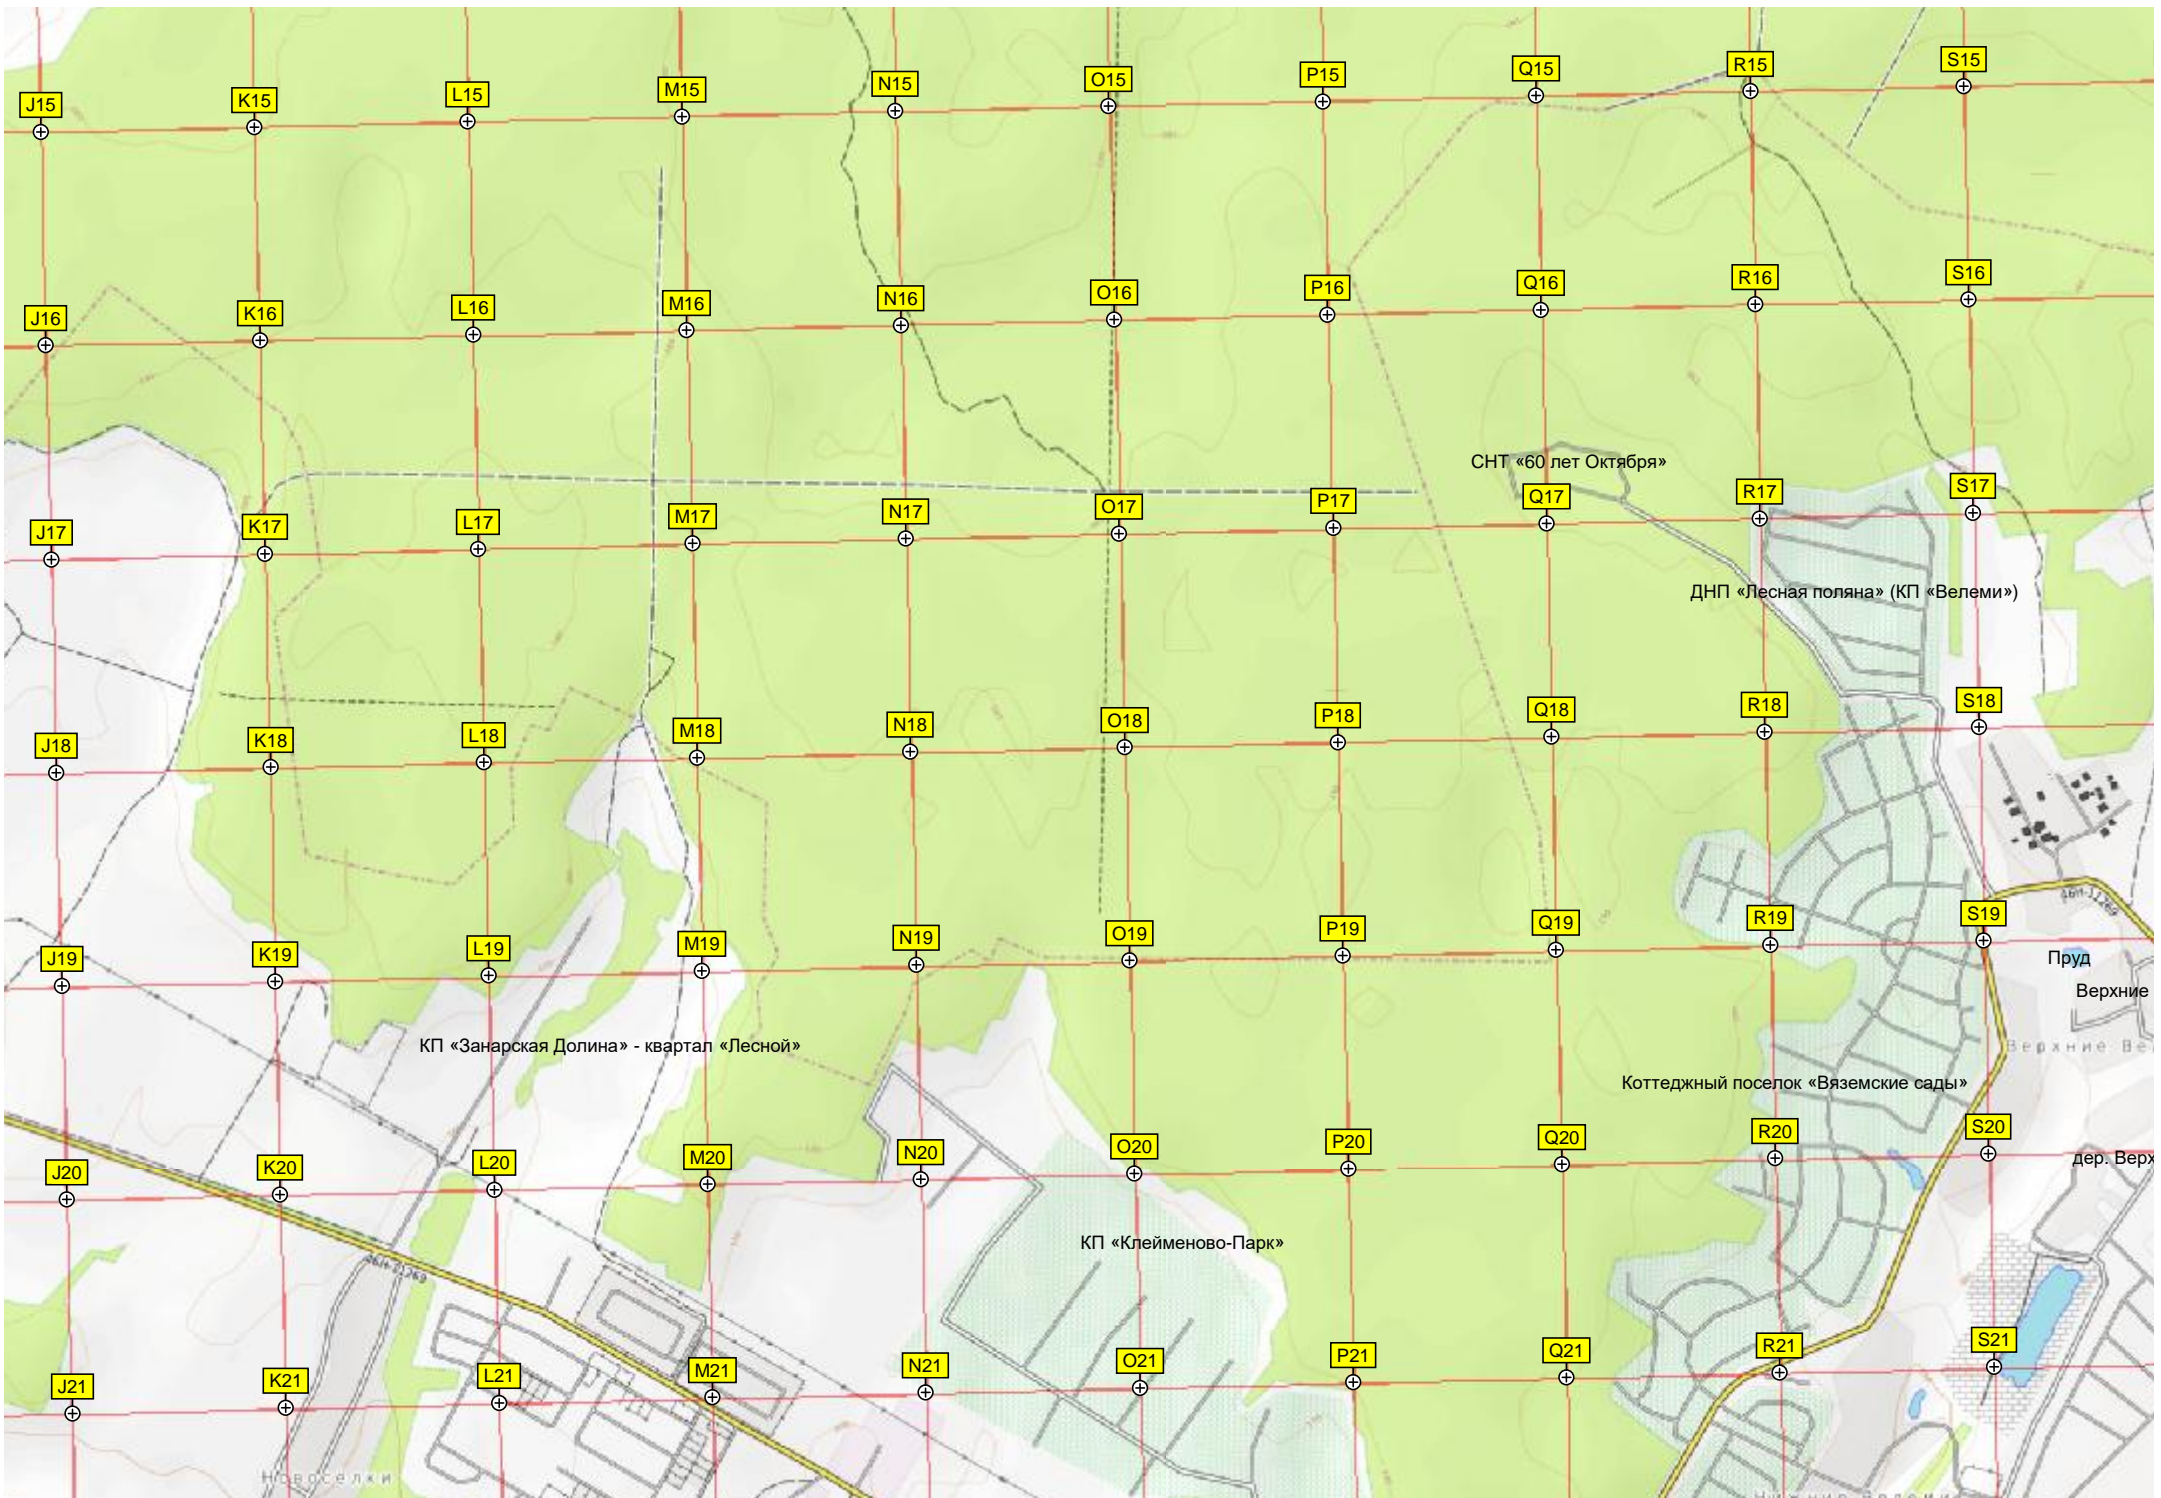 J15 K15 L15 M15 N15 O15 P15 Q15 R15 S15
J16 K16 L16 M16 N16 O16 P16 Q16 R16 S16
СНТ «60 лет Октября»
J17 K17 L17 M17 N17 O17 P17 Q17 R17 S17
ДНП «Лесная поляна» (КП «Велеми»)
J18 K18 L18 M18 N18 O18 P18 Q18 R18 S18
46Н-11269
J19 K19 L19 M19 N19 O19 P19 Q19 R19 S19
Пруд
Верхние
КП «Занарская Долина» - квартал «Лесной»
Верхние Ве
Коттеджный поселок «Вяземские сады»
J20 K20 L20 M20 N20 O20 P20 Q20 R20 S20
дер. Верх
КП «Клейменово-Парк»
J21 K21 L21 M21 N21 O21 P21 Q21 R21 S21
Новоселки